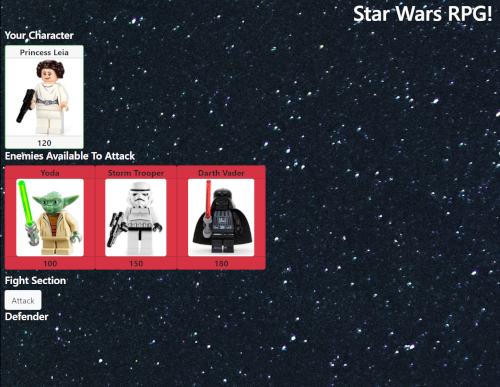 Star Wars RPG!
Your Character
Princess Leia
120
Enemies Available To Attack
Yoda Storm Trooper Darth Vader
100 150 180
Fight Section
Attack
Defender